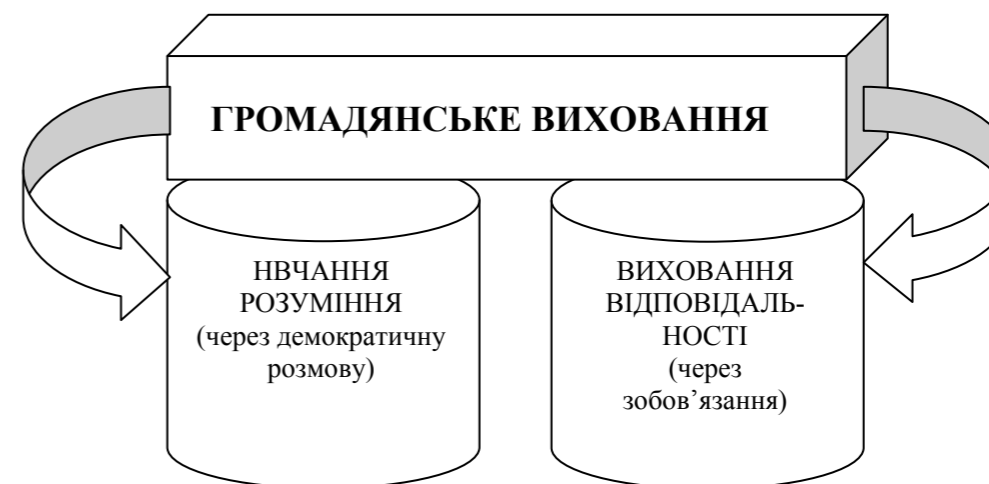 ГРОМАДЯНСЬКЕ ВИХОВАННЯ
НВЧАННЯ
РОЗУМІННЯ
(через демократичну
розмову)
ВИХОВАННЯ
ВІДПОВІДАЛЬ-
НОСТІ
(через
зобов’язання)